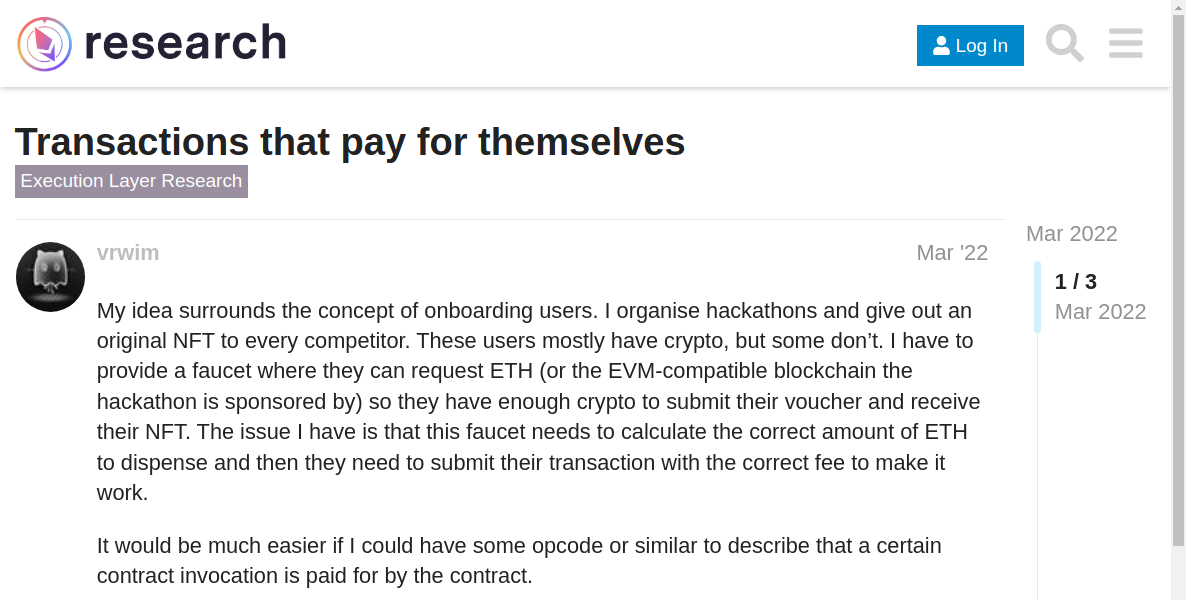 research
Log In
Transactions that pay for themselves
Execution Layer Research
vrwim
Mar '22
Mar 2022
1 / 3
Mar 2022
My idea surrounds the concept of onboarding users. I organise hackathons and give out an
original NFT to every competitor. These users mostly have crypto, but some don’t. I have to
provide a faucet where they can request ETH (or the EVM-compatible blockchain the
hackathon is sponsored by) so they have enough crypto to submit their voucher and receive
their NFT. The issue I have is that this faucet needs to calculate the correct amount of ETH
to dispense and then they need to submit their transaction with the correct fee to make it
work.
It would be much easier if I could have some opcode or similar to describe that a certain
contract invocation is paid for by the contract.